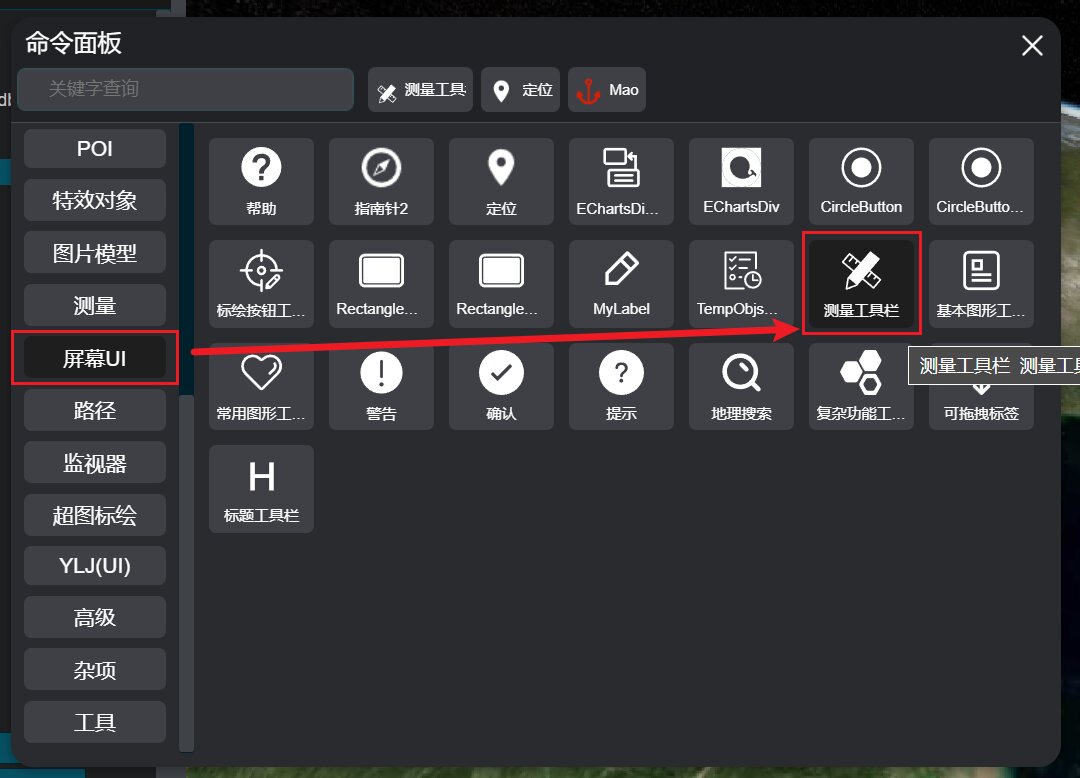 命令面板
关键字查询
测量工具
定位
Mao
POI
特效对象
图片模型
测量
屏幕UI
路径
监视器
超图标绘
YLJ(UI)
高级
杂项
工具
帮助
指南针2
定位
EChartsDi...
EChartsDiv
CircleButton
CircleButto...
标绘按钮工...
Rectangle...
Rectangle...
MyLabel
TempObjs...
测量工具栏
基本图形工...
测量工具栏 测量工具
常用图形工...
警告
确认
提示
地理搜索
复杂功能工...
可拖拽标签
H
标题工具栏